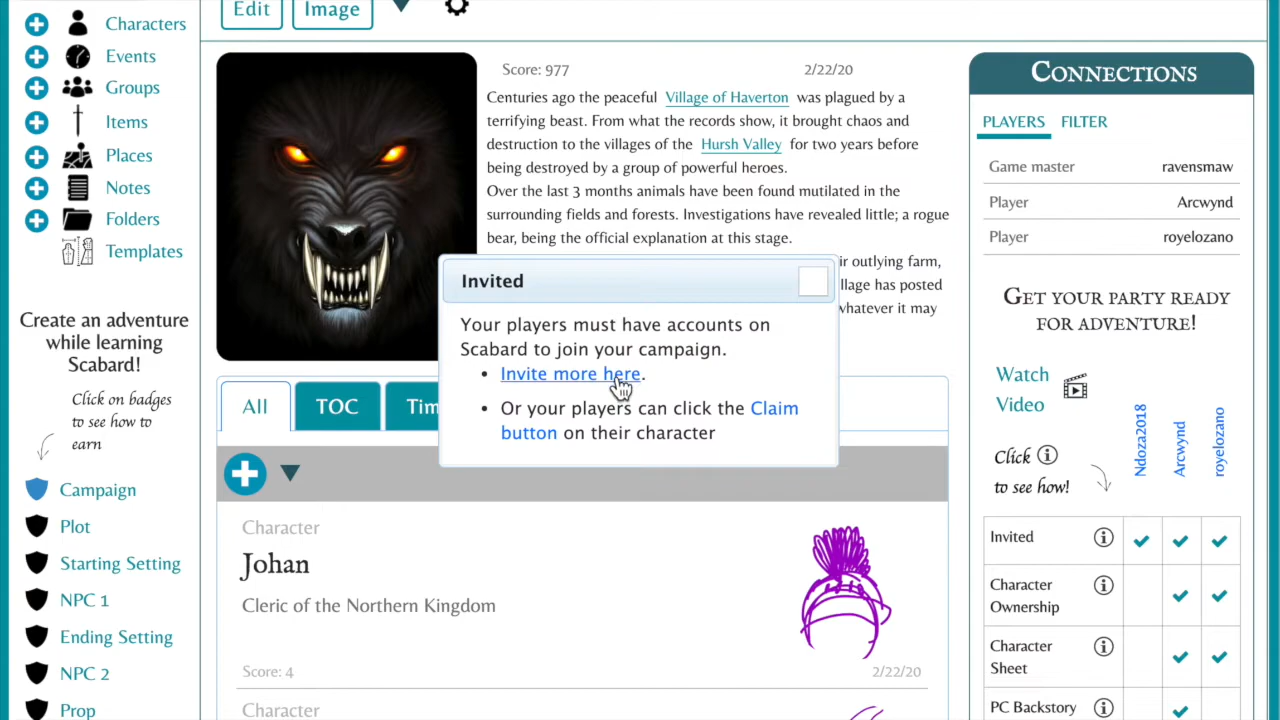 Characters
Events
Groups
Items
Places
Notes
Folders
Templates
Create an adventure
while learning
Scabard!
Click on badges
to see how to
earn
Campaign
Plot
Starting Setting
NPC 1
Ending Setting
NPC 2
Prop
Edit
Image
Score: 977
2/22/20
Centuries ago the peaceful Village of Haverton was plagued by a
terrifying beast. From what the records show, it brought chaos and
destruction to the villages of the Hursh Valley for two years before
being destroyed by a group of powerful heroes.
Over the last 3 months animals have been found mutilated in the
surrounding fields and forests. Investigations have revealed little; a rogue
bear, being the official explanation at this stage.
outlying farm,
has posted
whatever it may
Invited
Your players must have accounts on
Scabard to join your campaign.
• Invite more here.
• Or your players can click the Claim
button on their character
All
TOC
Character
Johan
Cleric of the Northern Kingdom
Score: 4
2/22/20
Character
Connections
PLAYERS
FILTER
Game master
ravensmaw
Player
Arcwynd
Player
royelozano
Get your party ready
for adventure!
Watch
Video
Click
to see how!
Ndoza2018
Arcwynd
royelozano
Invited
Character
Ownership
Character
Sheet
PC Backstory